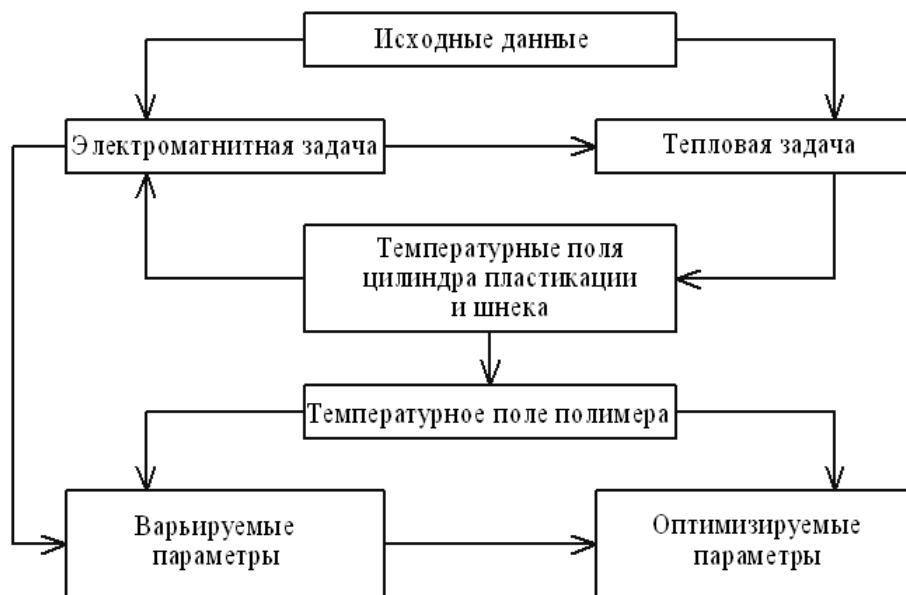 Исходные данные
Электромагнитная задача
Тепловая задача
Температурные поля
цилиндра пластикации
и шнека
Температурное поле полимера
Варьируемые
параметры
Оптимизируемые
параметры